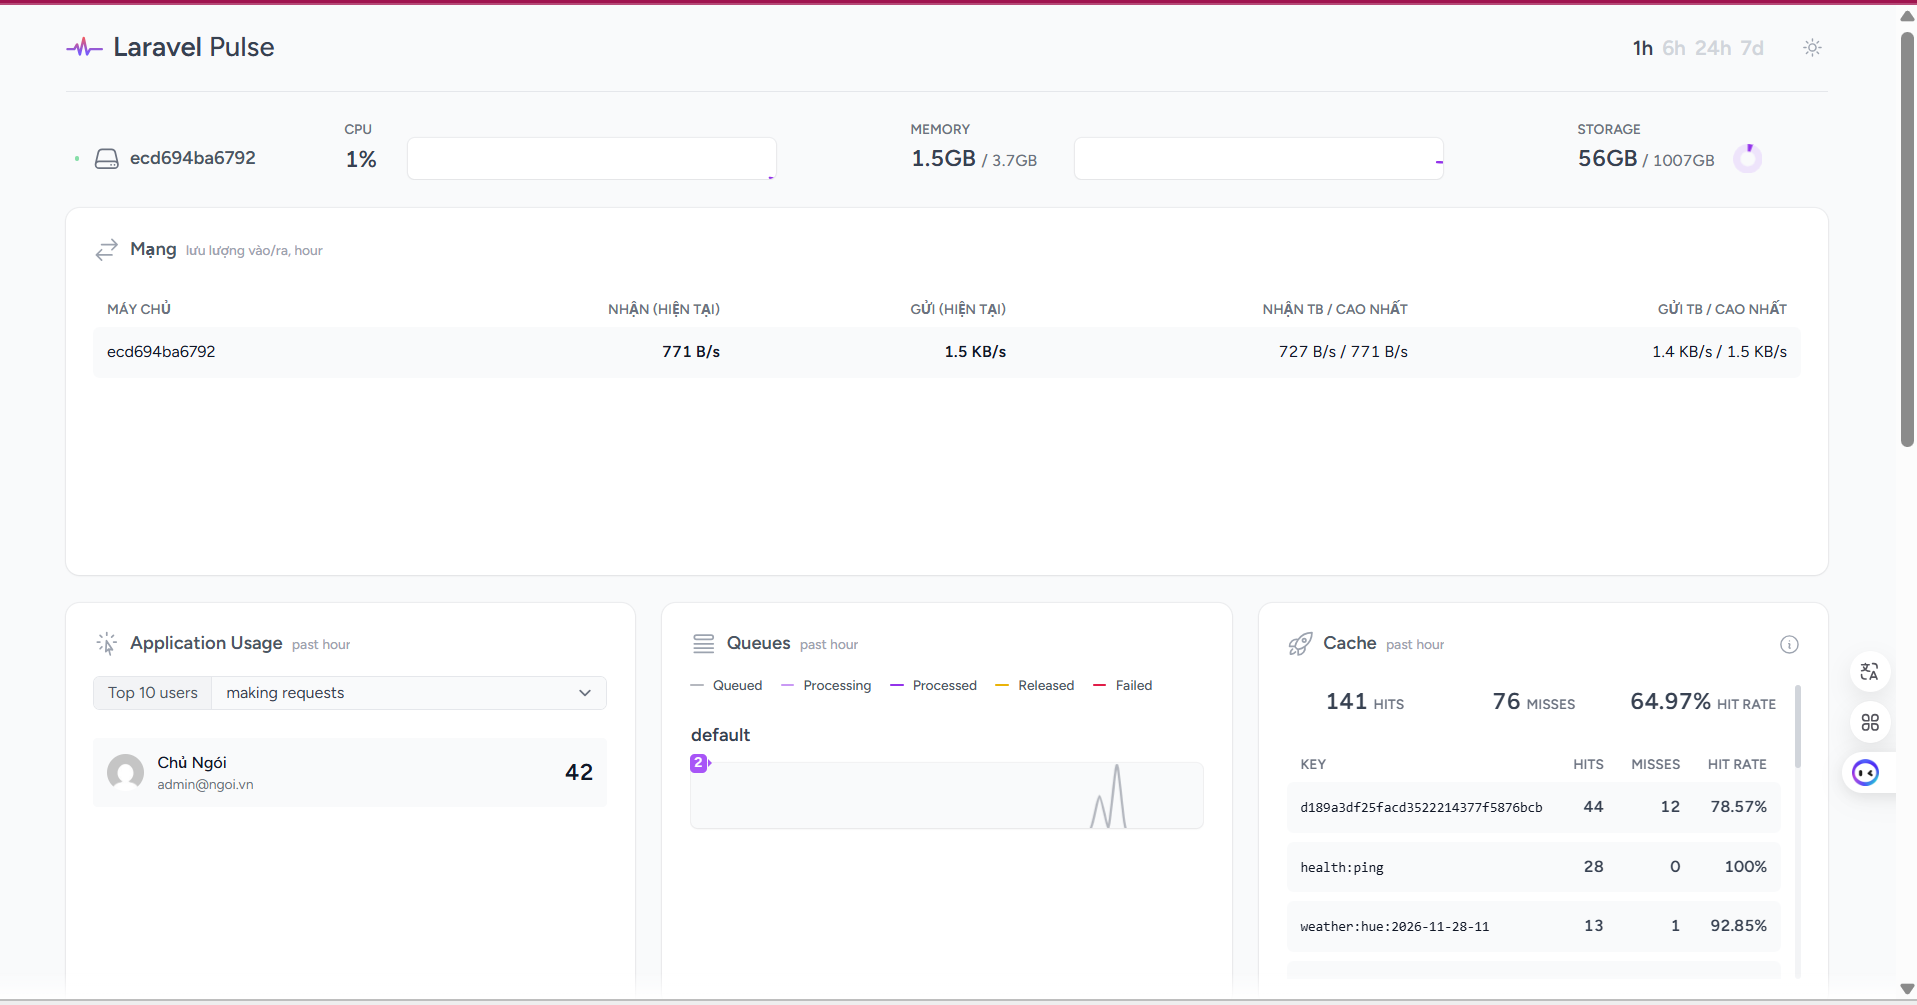 Laravel Pulse
1h 6h 24h 7d
ecd694ba6792
CPU
1%
MEMORY
1.5GB / 3.7GB
STORAGE
56GB / 1007GB
Mạng lưu lượng vào/ra, hour
MÁY CHỦ NHẬN (HIỆN TẠI) GỬI (HIỆN TẠI) NHẬN TB / CAO NHẤT GỬI TB / CAO NHẤT
ecd694ba6792 771 B/s 1.5 KB/s 727 B/s / 771 B/s 1.4 KB/s / 1.5 KB/s
Application Usage past hour
Top 10 users making requests
Chủ Ngói
admin@ngoi.vn
42
Queues past hour
Queued Processing Processed Released Failed
default
2
Cache past hour
141 HITS 76 MISSES 64.97% HIT RATE
KEY HITS MISSES HIT RATE
d189a3df25facd3522214377f5876bcb 44 12 78.57%
health:ping 28 0 100%
weather:hue:2026-11-28-11 13 1 92.85%